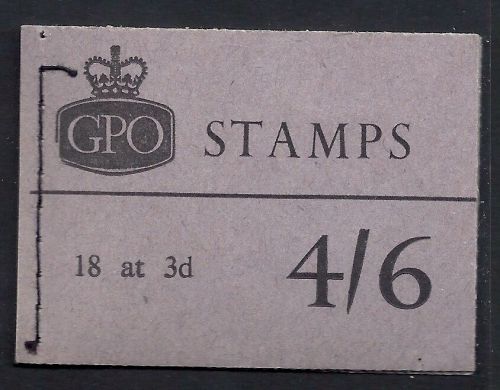 GPO
STAMPS
18 at 3d
4/6